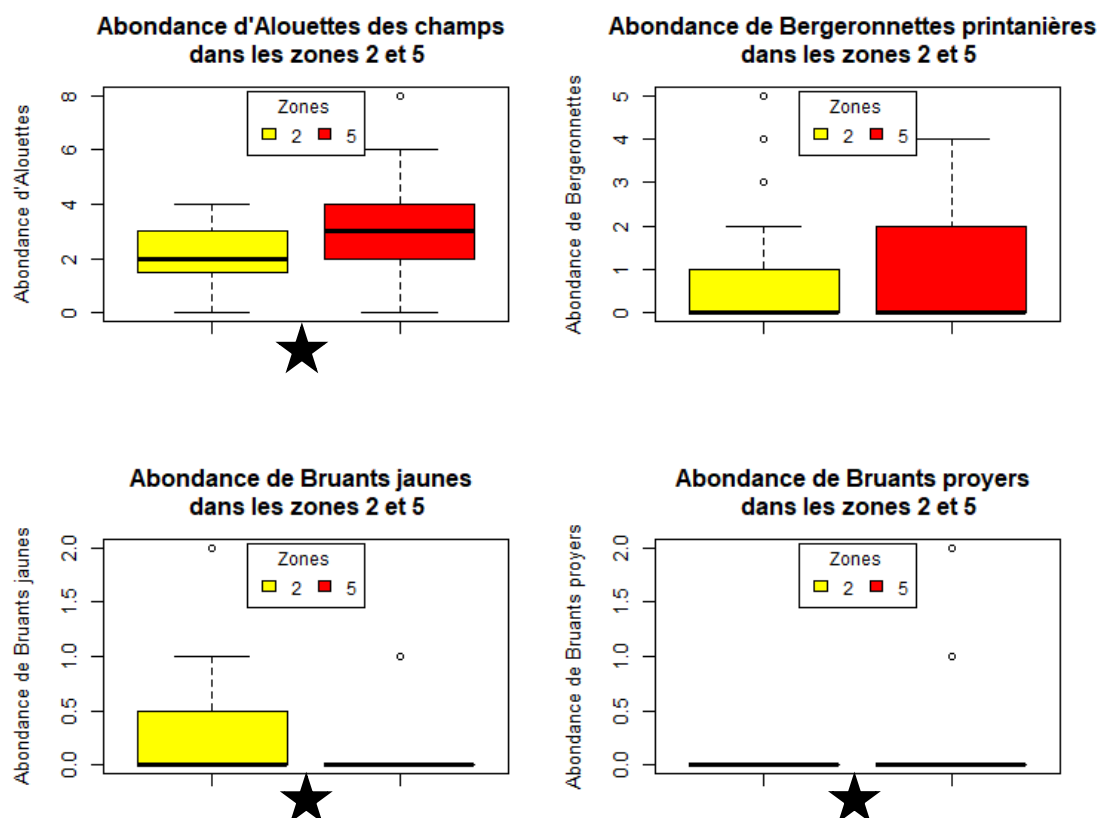 Abondance d'Alouettes des champs
dans les zones 2 et 5
Abondance d'Alouettes
0
2
4
6
8
Zones
2 5
Abondance de Bergeronnettes printanières
dans les zones 2 et 5
Abondance de Bergeronnettes
0
1
2
3
4
5
Zones
2 5
Abondance de Bruants jaunes
dans les zones 2 et 5
Abondance de Bruants jaunes
0.0
0.5
1.0
1.5
2.0
Zones
2 5
Abondance de Bruants proyers
dans les zones 2 et 5
Abondance de Bruants proyers
0.0
0.5
1.0
1.5
2.0
Zones
2 5